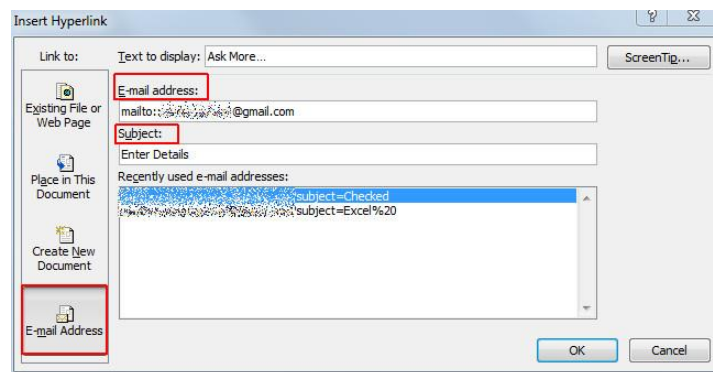 Insert Hyperlink
Link to:
Text to display: Ask More...
ScreenTip...
Existing File or
Web Page
Place in This
Document
Create New
Document
E-mail Address
E-mail address:
mailto:: @gmail.com
Subject:
Enter Details
Recently used e-mail addresses:
subject=Checked
subject=Excel%20
OK
Cancel